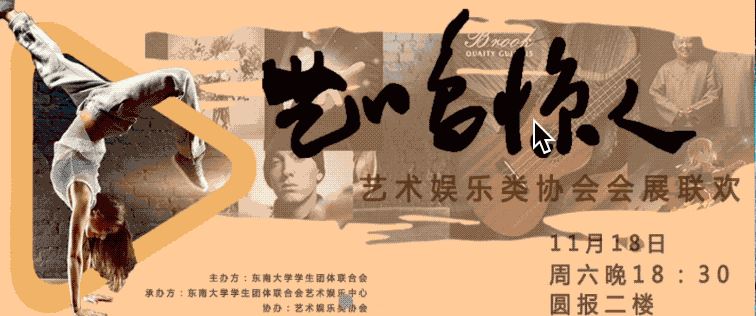 Brook
QUAITY
艺鸣惊人
艺术娱乐类协会会展联欢
11月18日
周六晚18：30
圆报二楼
主办方：东南大学学生团体联合会
承办方：东南大学学生团体联合会艺术娱乐中心
协办：艺术娱乐类协会